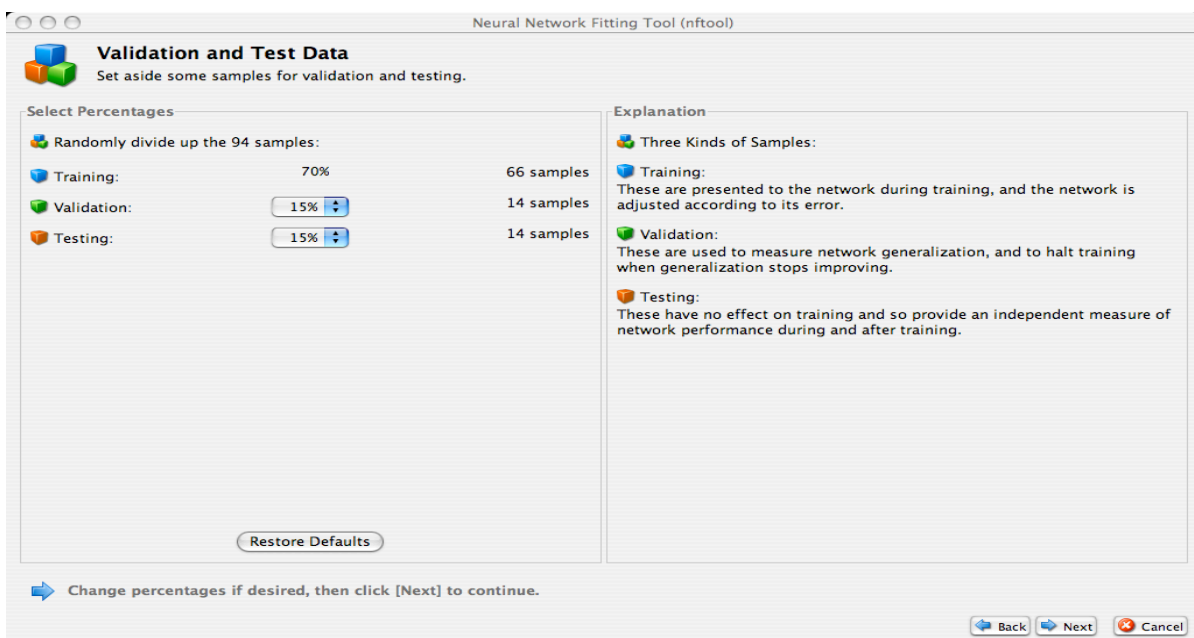 Neural Network Fitting Tool (nftool)
Validation and Test Data
Set aside some samples for validation and testing.
Select Percentages
Randomly divide up the 94 samples:
Training: 70% 66 samples
Validation: 15% 14 samples
Testing: 15% 14 samples
Restore Defaults
Explanation
Three Kinds of Samples:
Training:
These are presented to the network during training, and the network is
adjusted according to its error.
Validation:
These are used to measure network generalization, and to halt training
when generalization stops improving.
Testing:
These have no effect on training and so provide an independent measure of
network performance during and after training.
Change percentages if desired, then click [Next] to continue.
Back Next Cancel